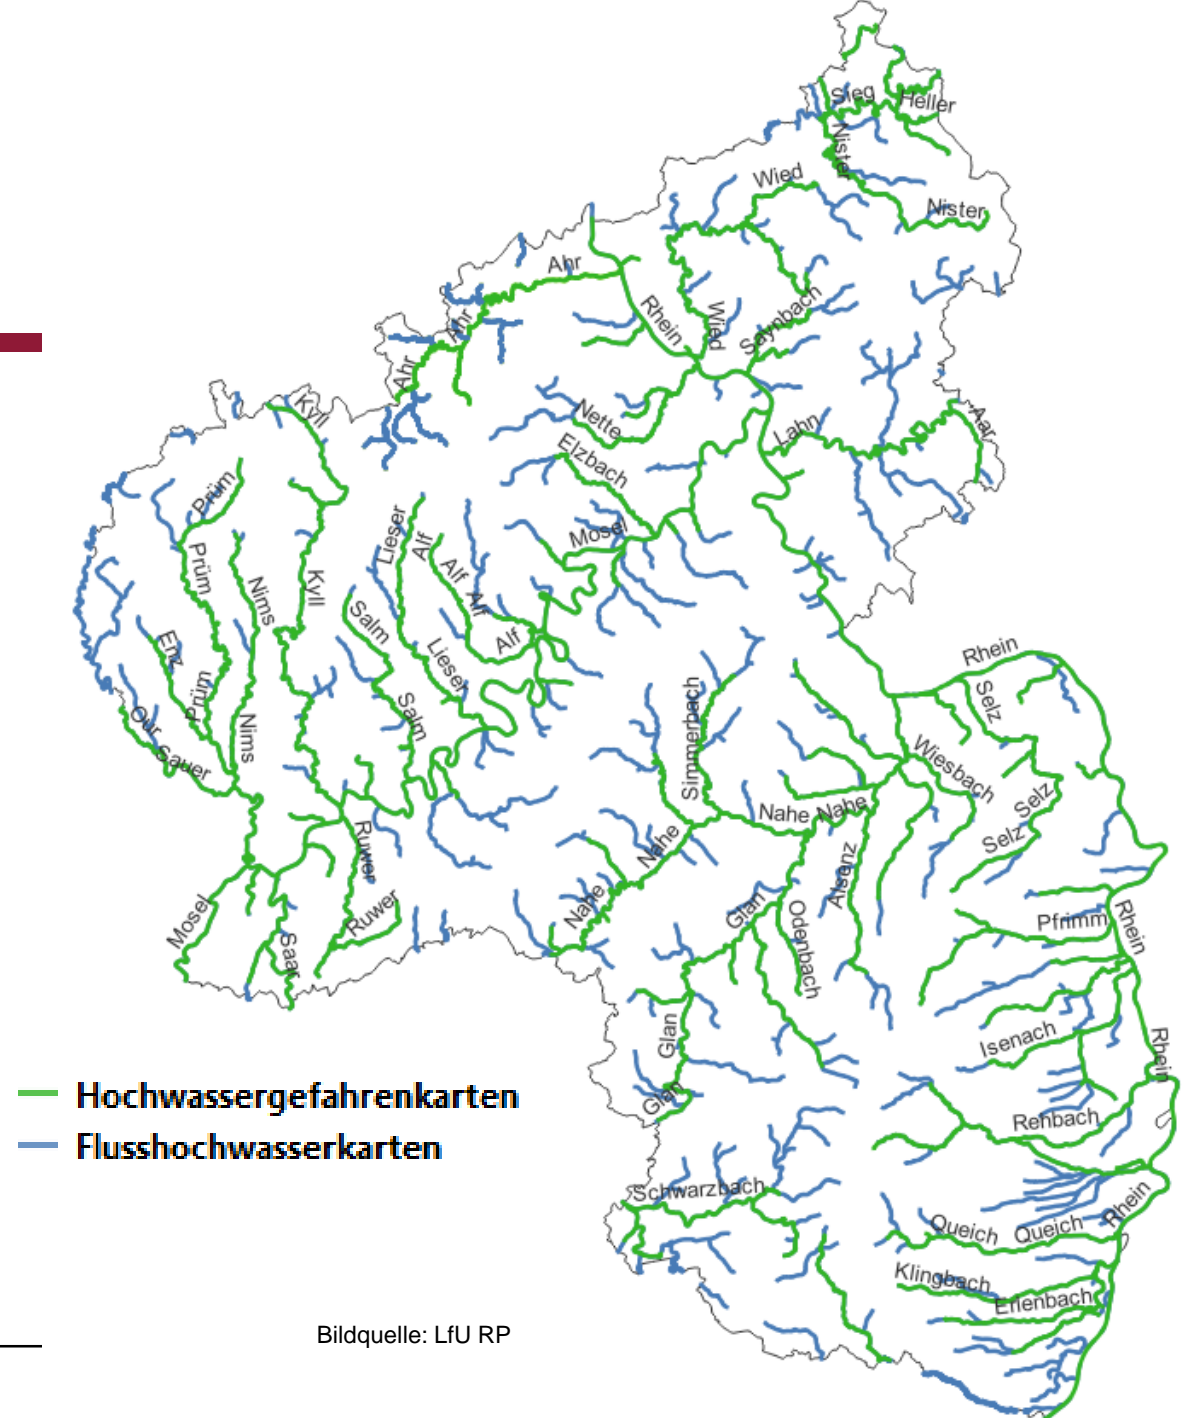 Sieg
Heller
Nister
Wied
Nister
Ahr
Ahr
Rhein
Wied
Saynbach
Ahr
Kyll
Nette
Lahn
Aar
Elzbach
Prüm
Lieser
Alf
Mosel
Prüm
Nims
Kyll
Alf
Alf
Salm
Enz
Lieser
Alf
Rhein
Prüm
Salm
Simmerbach
Selz
Our
Nims
Sauer
Wiesbach
Selz
Nahe
Nahe
Selz
Ruwer
Nahe
Alsenz
Mosel
Ruwer
Nahe
Glan
Odenbach
Pfrimm
Rhein
Saar
Glan
Isenach
Rhein
Glan
Rehbach
Hochwassergefahrenkarten
Flusshochwasserkarten
Schwarzbach
Queich
Queich
Rhein
Klingbach
Erlenbach
Bildquelle: LfU RP